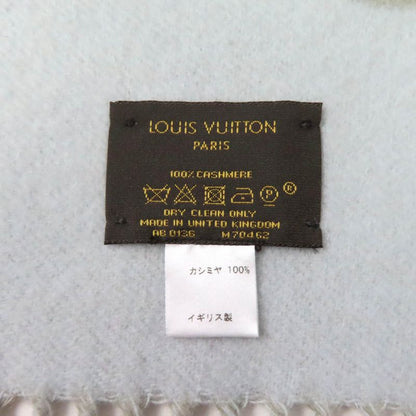 LOUIS VUITTON
PARIS
100% CASHMERE
P ®
DRY CLEAN ONLY
MADE IN UNITED KINGDOM
AB 0136 M70462
カシミヤ 100%
イギリス製